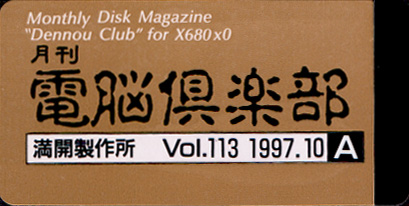 Monthly Disk Magazine
"Dennou Club" for X680x0
月刊
電脳倶楽部
満開製作所 Vol.113 1997.10 A